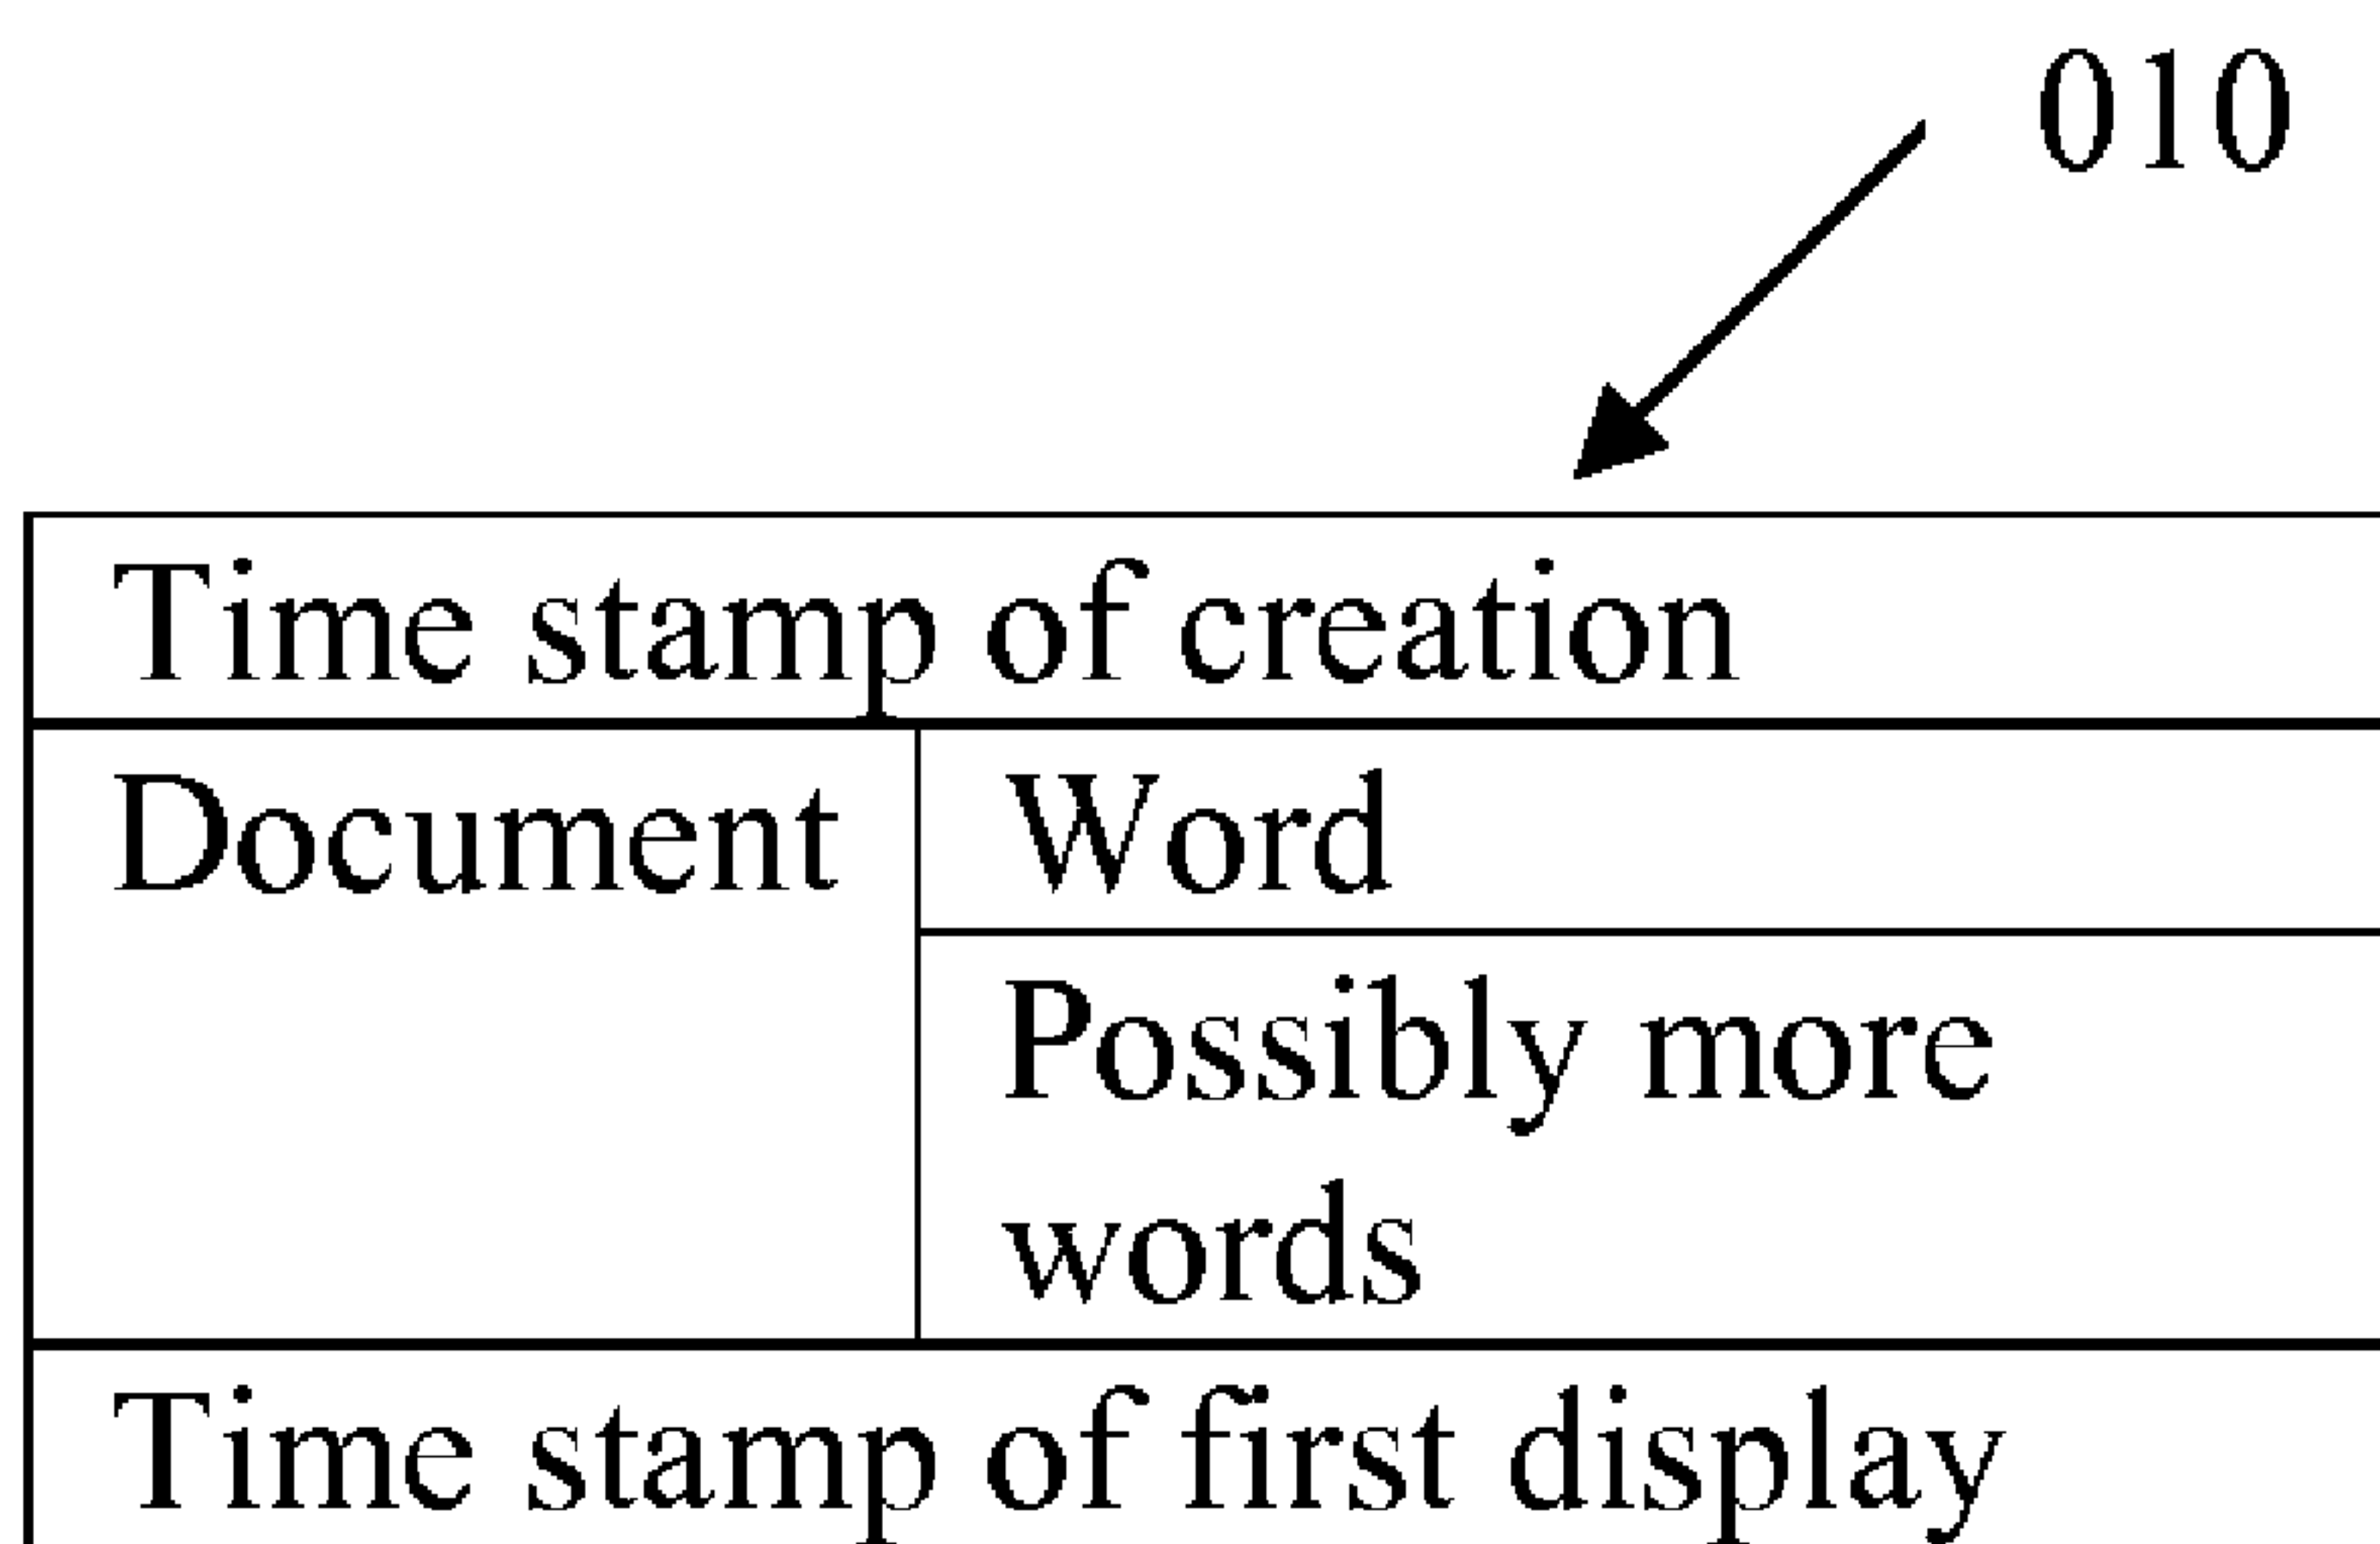 010
Time stamp of creation
Document
Word
Possibly more
words
Time stamp of first display